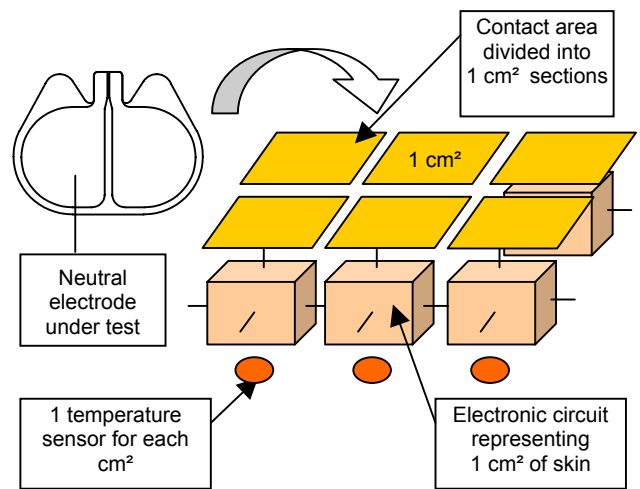 Contact area
divided into
1 cm² sections
1 cm²
Neutral
electrode
under test
1 temperature
sensor for each
cm²
Electronic circuit
representing
1 cm² of skin